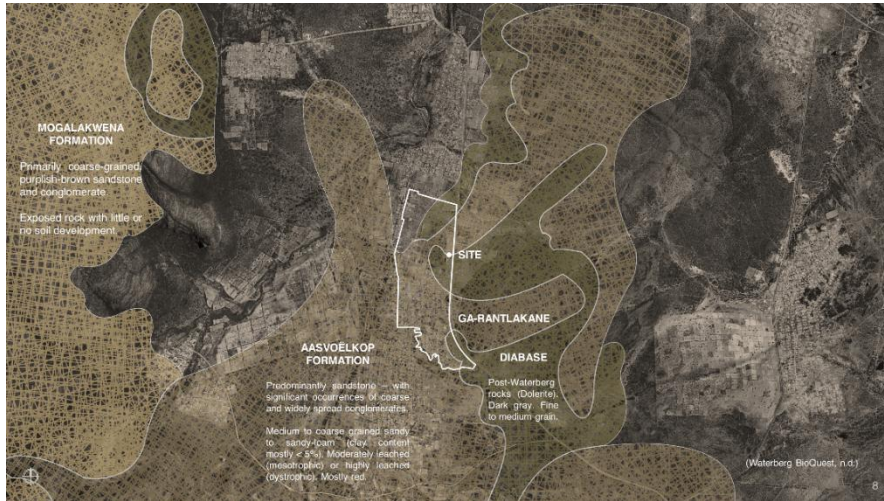 MOGALAKWENA
FORMATION
Primarily coarse-grained
purplish-brown sandstone
and conglomerate
Exposed rock with little or
no soil development.
SITE
GA-RANTLAKANE
AASVOËLKOP
FORMATION
Predominantly sandstone – with
significant occurrences of coarse
and widely spread conglomerates.
Medium to coarse grained sandy
to sandy-loam (clay content
mostly < 5%). Moderately leached
(mesotrophic) or highly leached
(dystrophic). Mostly red.
DIABASE
Post-Waterberg
rocks (Dolerite).
Dark gray. Fine
to medium grain.
(Waterberg BioQuest, n.d.)
8